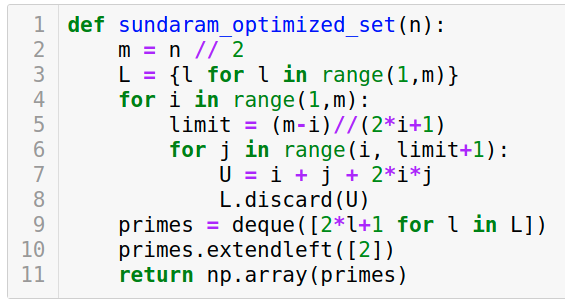 1 def sundaram_optimized_set(n):
2     m = n // 2
3     L = {l for l in range(1,m)}
4     for i in range(1,m):
5         limit = (m-i)//(2*i+1)
6         for j in range(i, limit+1):
7             U = i + j + 2*i*j
8             L.discard(U)
9     primes = deque([2*l+1 for l in L])
10     primes.extendleft([2])
11     return np.array(primes)